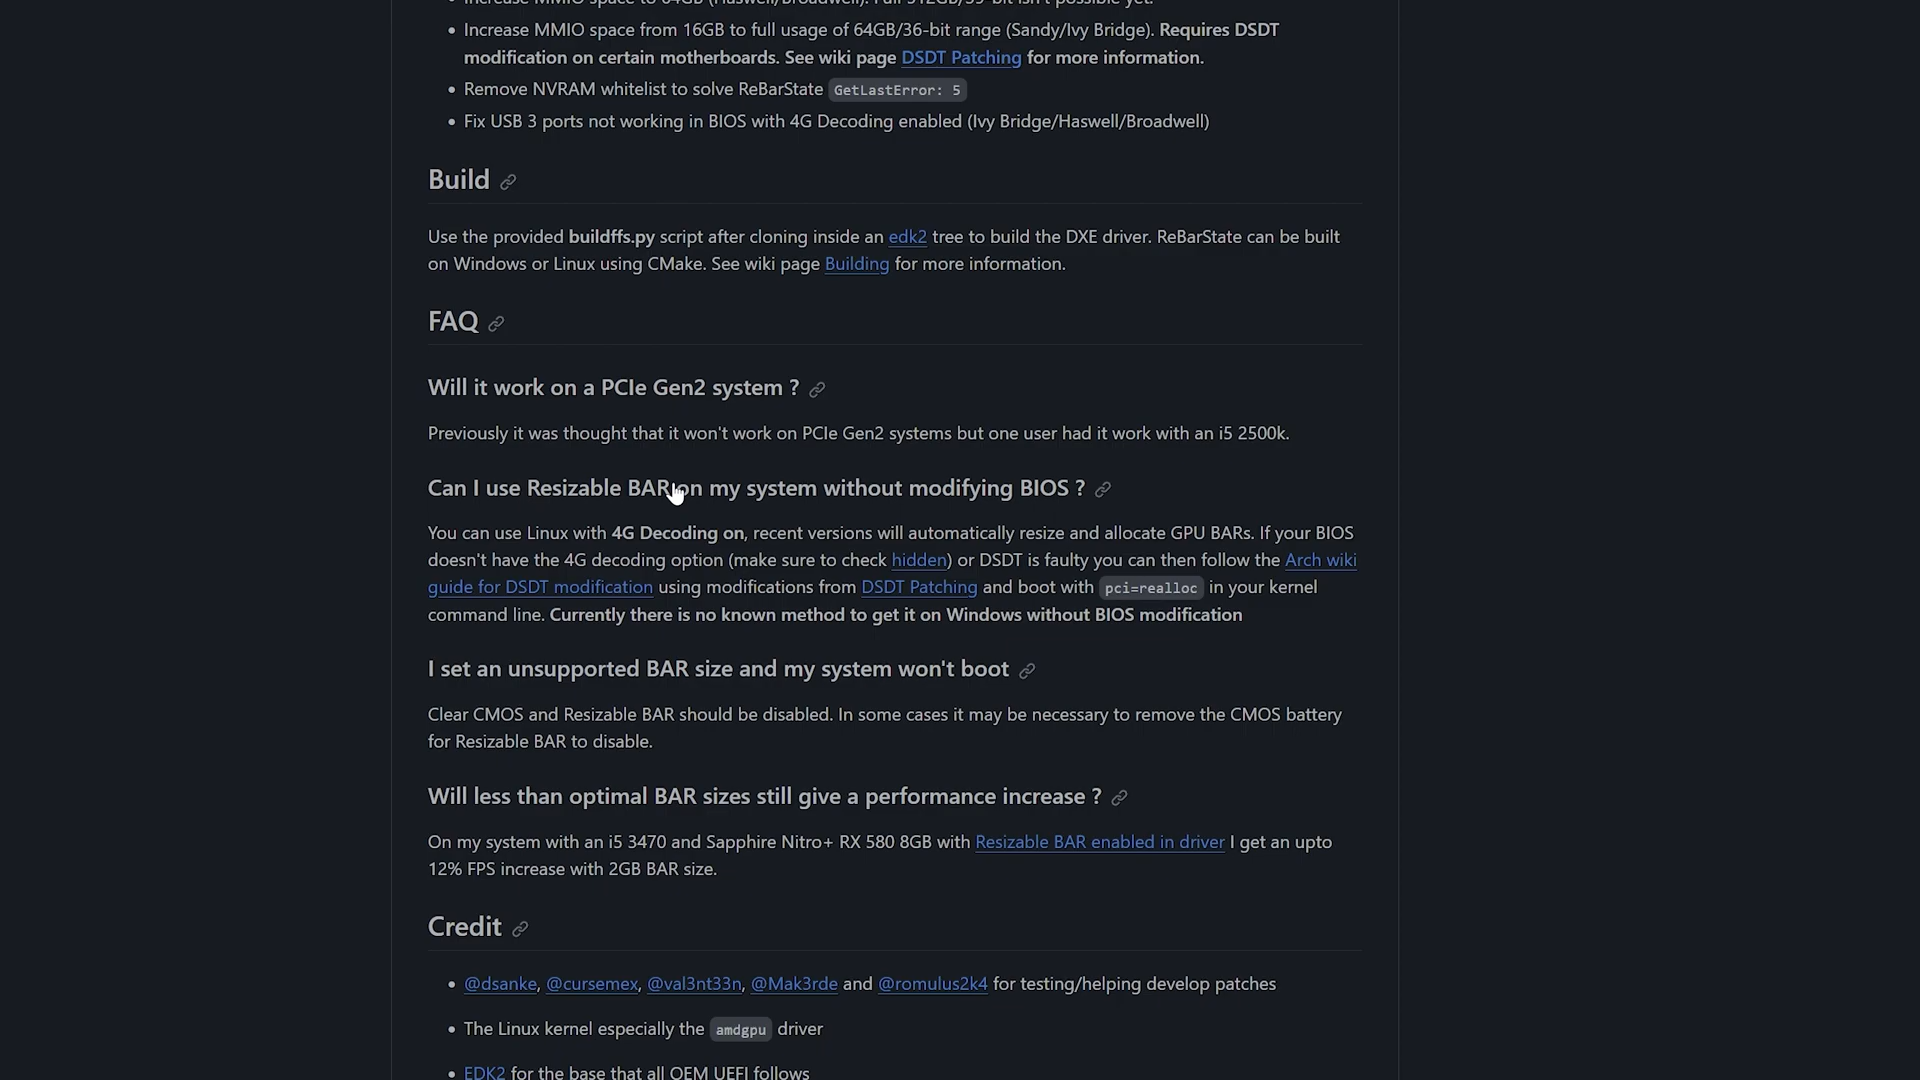 • Increase MMIO space to 64GB (Haswell/Broadwell). Full 512GB/39-bit isn't possible yet.
• Increase MMIO space from 16GB to full usage of 64GB/36-bit range (Sandy/Ivy Bridge). Requires DSDT
modification on certain motherboards. See wiki page DSDT Patching for more information.
• Remove NVRAM whitelist to solve ReBarState GetLastError: 5
• Fix USB 3 ports not working in BIOS with 4G Decoding enabled (Ivy Bridge/Haswell/Broadwell)
Build
Use the provided buildffs.py script after cloning inside an edk2 tree to build the DXE driver. ReBarState can be built
on Windows or Linux using CMake. See wiki page Building for more information.
FAQ
Will it work on a PCIe Gen2 system ?
Previously it was thought that it won't work on PCIe Gen2 systems but one user had it work with an i5 2500k.
Can I use Resizable BAR on my system without modifying BIOS ?
You can use Linux with 4G Decoding on, recent versions will automatically resize and allocate GPU BARs. If your BIOS
doesn't have the 4G decoding option (make sure to check hidden) or DSDT is faulty you can then follow the Arch wiki
guide for DSDT modification using modifications from DSDT Patching and boot with pci=realloc in your kernel
command line. Currently there is no known method to get it on Windows without BIOS modification
I set an unsupported BAR size and my system won't boot
Clear CMOS and Resizable BAR should be disabled. In some cases it may be necessary to remove the CMOS battery
for Resizable BAR to disable.
Will less than optimal BAR sizes still give a performance increase ?
On my system with an i5 3470 and Sapphire Nitro+ RX 580 8GB with Resizable BAR enabled in driver I get an upto
12% FPS increase with 2GB BAR size.
Credit
• @dsanke, @cursemex, @val3nt33n, @Mak3rde and @romulus2k4 for testing/helping develop patches
• The Linux kernel especially the amdgpu driver
• EDK2 for the base that all OEM UEFI follows